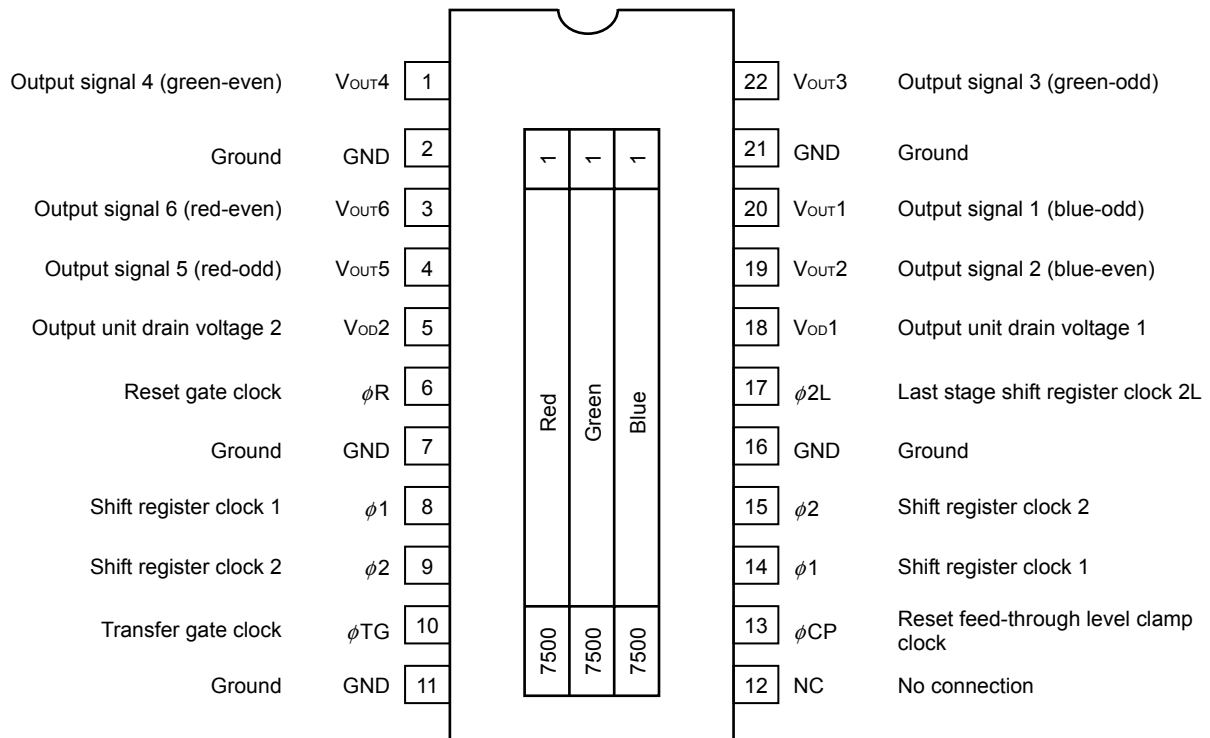 Output signal 4 (green-even) VOUT4 1 22 VOUT3 Output signal 3 (green-odd)
Ground GND 2 21 GND Ground
1 1 1
Output signal 6 (red-even) VOUT6 3 20 VOUT1 Output signal 1 (blue-odd)
Output signal 5 (red-odd) VOUT5 4 19 VOUT2 Output signal 2 (blue-even)
Output unit drain voltage 2 VOD2 5 18 VOD1 Output unit drain voltage 1
Reset gate clock ϕR 6 17 ϕ2L Last stage shift register clock 2L
Red Green Blue
Ground GND 7 16 GND Ground
Shift register clock 1 ϕ1 8 15 ϕ2 Shift register clock 2
Shift register clock 2 ϕ2 9 14 ϕ1 Shift register clock 1
Transfer gate clock ϕTG 10 13 ϕCP Reset feed-through level clamp
clock
7500 7500 7500
Ground GND 11 12 NC No connection